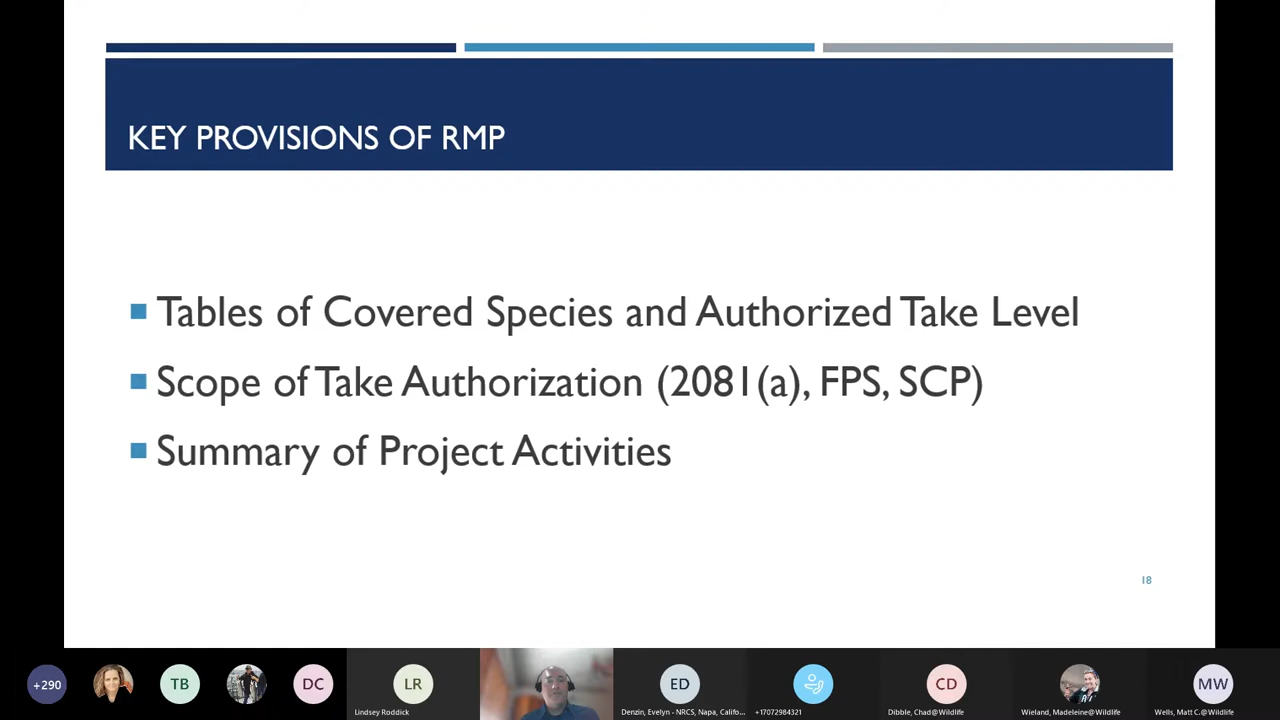 KEY PROVISIONS OF RMP
Tables of Covered Species and Authorized Take Level
Scope of Take Authorization (2081(a), FPS, SCP)
Summary of Project Activities
18
+290
TB
DC
LR
ED
CD
MW
Lindsey Roddick
Denzin, Evelyn - NRCS, Napa, Califo...
+17072984321
Dibble, Chad@Wildlife
Wieland, Madeleine@Wildlife
Wells, Matt C.@Wildlife